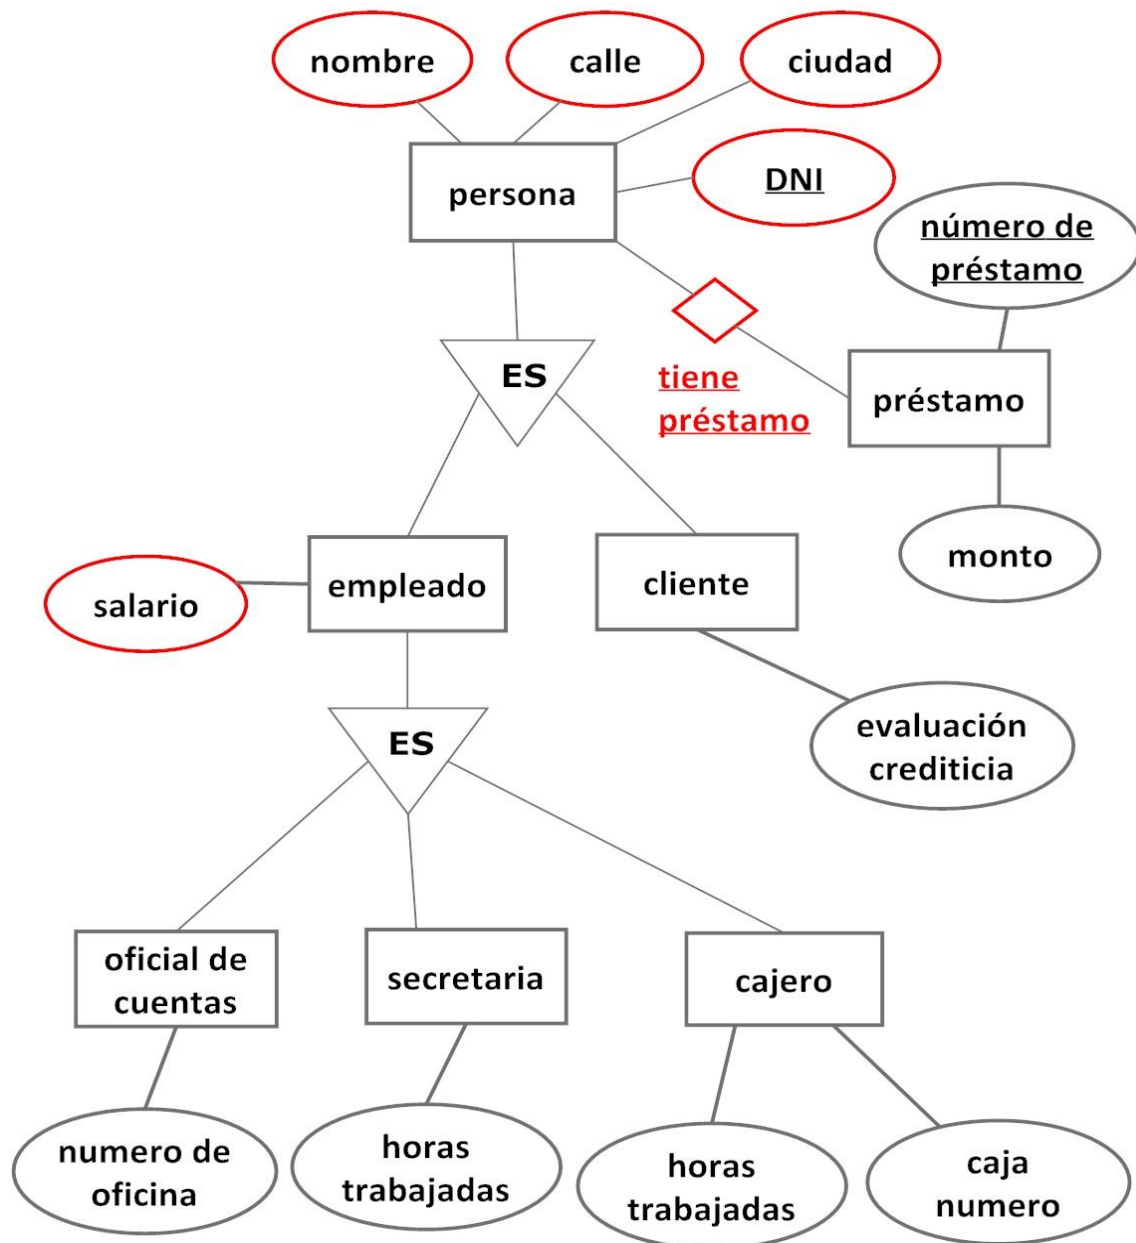 nombre
calle
ciudad
persona
DNI
número de
préstamo
ES
tiene
préstamo
préstamo
empleado
cliente
monto
salario
ES
evaluación
crediticia
oficial de
cuentas
secretaria
cajero
numero de
oficina
horas
trabajadas
horas
trabajadas
caja
numero